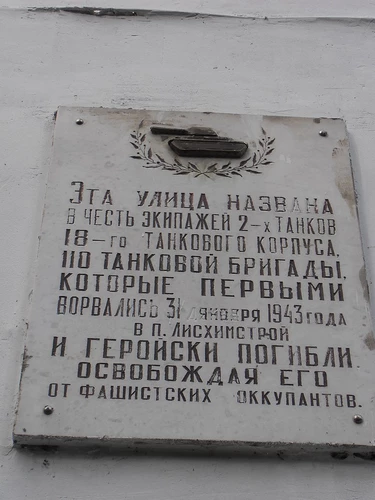 ЭТА УЛИЦА НАЗВАНА
В ЧЕСТЬ ЭКИПАЖЕЙ 2-х ТАНКОВ
18-го ТАНКОВОГО КОРПУСА,
110 ТАНКОВОЙ БРИГАДЫ,
КОТОРЫЕ ПЕРВЫМИ
ВОРВАЛИСЬ 31 января 1943 года
В П. ЛИСХИМСТРОЙ
И ГЕРОЙСКИ ПОГИБЛИ
ОСВОБОЖДАЯ ЕГО
ОТ ФАШИСТСКИХ ОККУПАНТОВ.